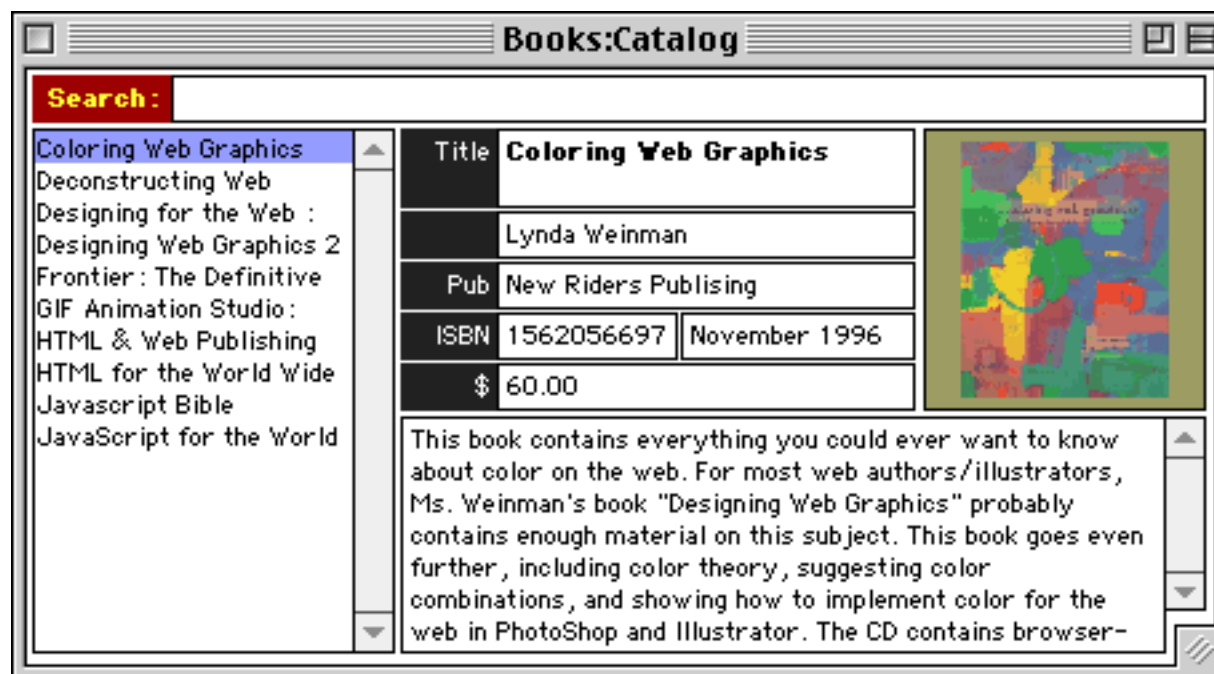 Books:Catalog
Search:
Coloring Web Graphics
Deconstructing Web
Designing for the Web :
Designing Web Graphics 2
Frontier: The Definitive
GIF Animation Studio:
HTML & Web Publishing
HTML for the World Wide
Javascript Bible
JavaScript for the World
Title Coloring Web Graphics
Lynda Weinman
Pub New Riders Publising
ISBN 1562056697 November 1996
$ 60.00
coloring web graphics
This book contains everything you could ever want to know
about color on the web. For most web authors/illustrators,
Ms. Weinman's book "Designing Web Graphics" probably
contains enough material on this subject. This book goes even
further, including color theory, suggesting color
combinations, and showing how to implement color for the
web in PhotoShop and Illustrator. The CD contains browser-